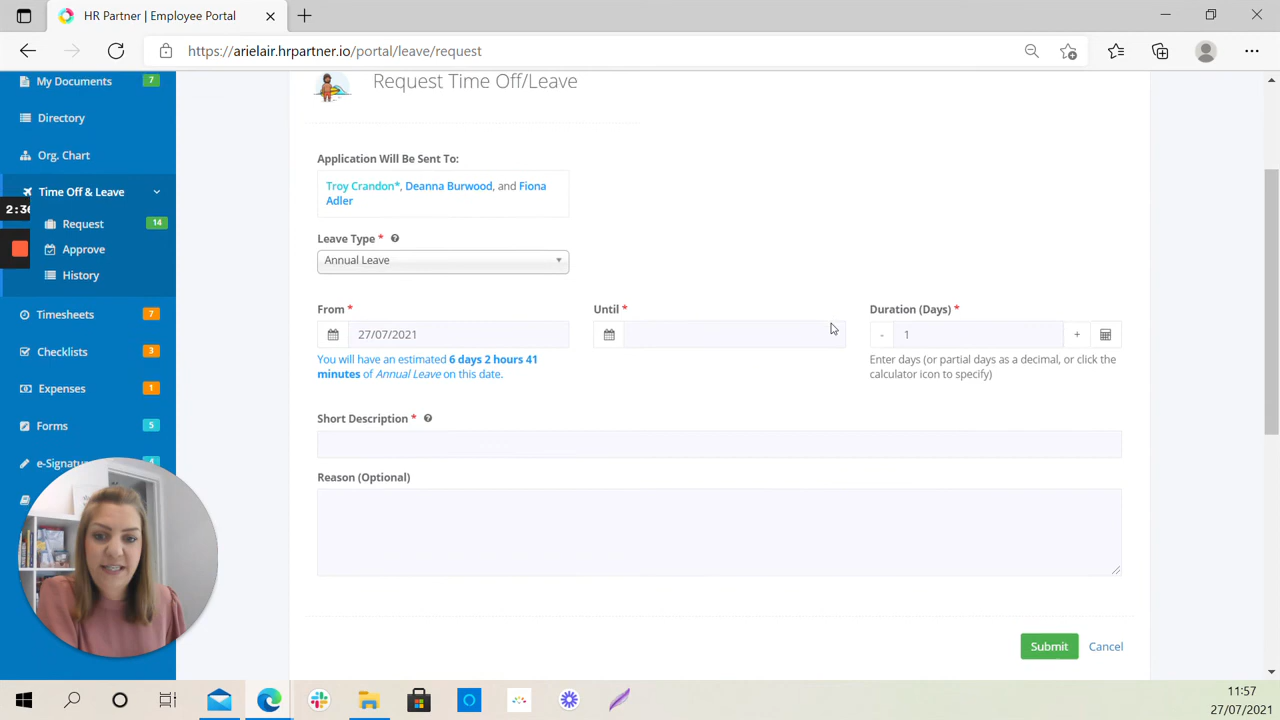 HR Partner | Employee Portal
https://arielair.hrpartner.io/portal/leave/request
My Documents 7
Directory
Org. Chart
Time Off & Leave
Request 14
Approve
History
Timesheets 7
Checklists 3
Expenses 1
Forms 5
Request Time Off/Leave
Application Will Be Sent To:
Troy Crandon*, Deanna Burwood, and Fiona
Adler
Leave Type *
Annual Leave
From *
27/07/2021
You will have an estimated 6 days 2 hours 41
minutes of Annual Leave on this date.
Until *
Duration (Days) *
- 1 +
Enter days (or partial days as a decimal, or click the
calculator icon to specify)
Short Description *
Reason (Optional)
Submit Cancel
11:57
27/07/2021